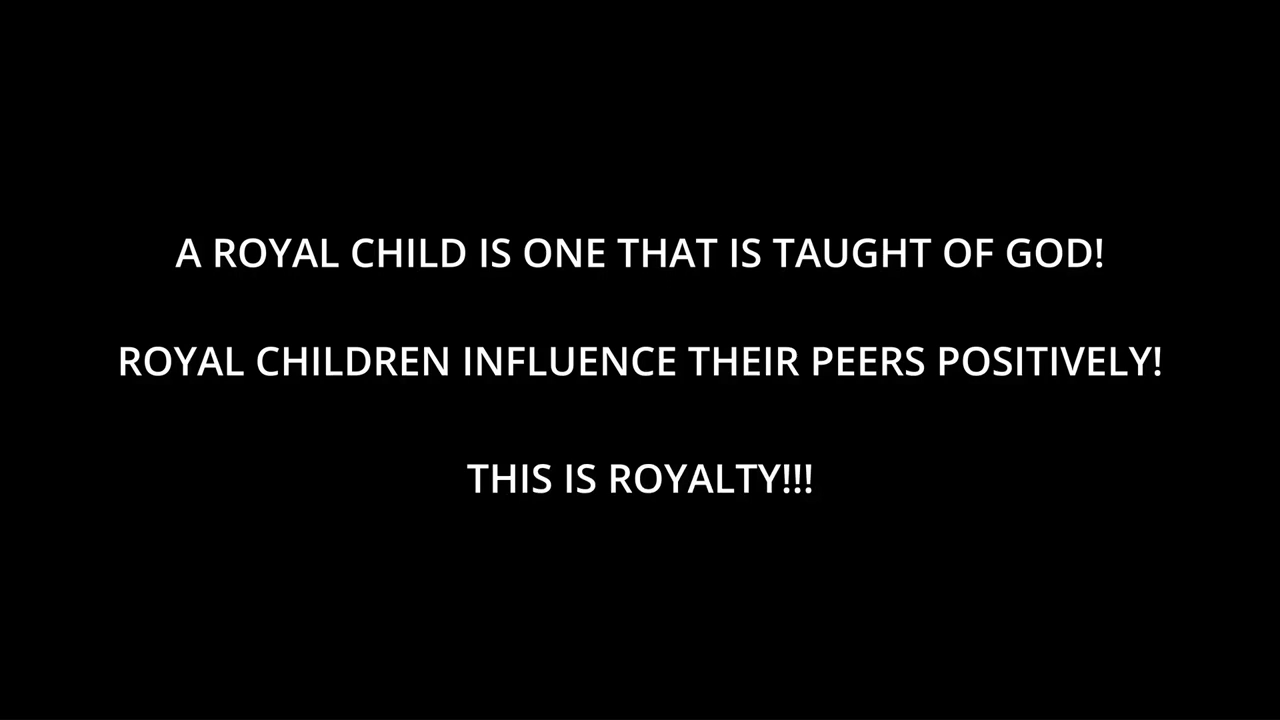 A ROYAL CHILD IS ONE THAT IS TAUGHT OF GOD!
ROYAL CHILDREN INFLUENCE THEIR PEERS POSITIVELY!
THIS IS ROYALTY!!!